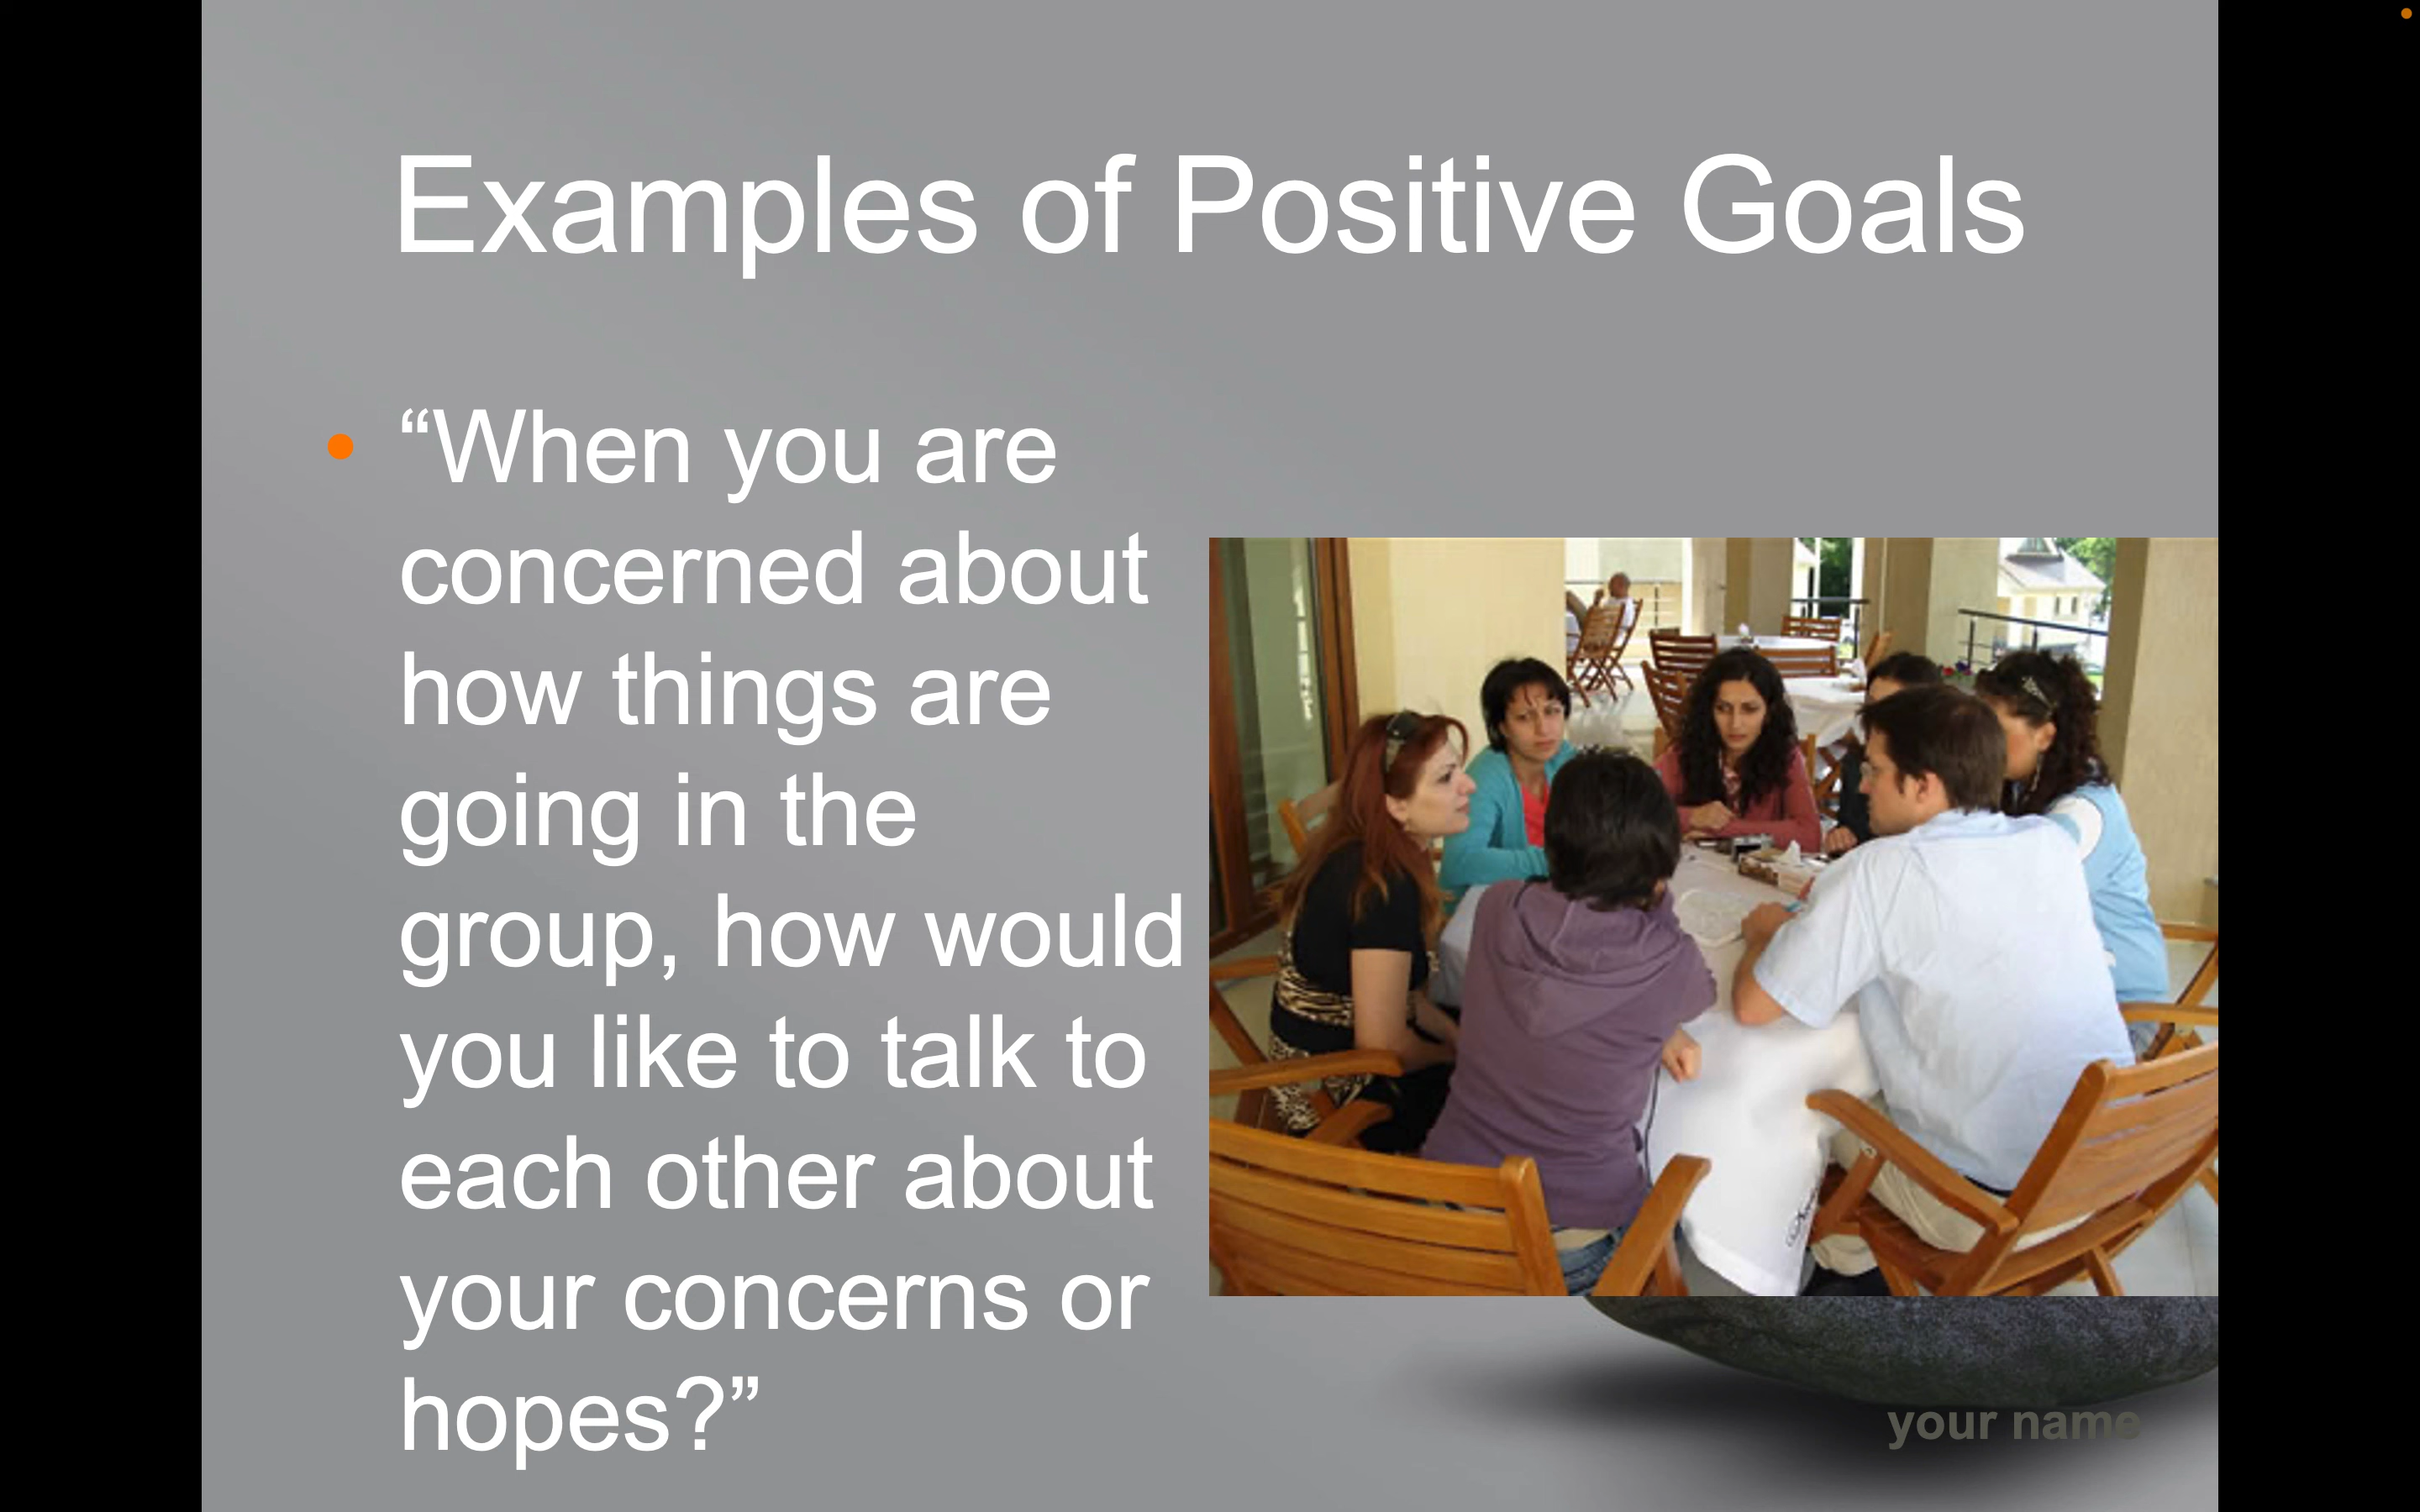 Examples of Positive Goals
“When you are
concerned about
how things are
going in the
group, how would
you like to talk to
each other about
your concerns or
hopes?”
your name